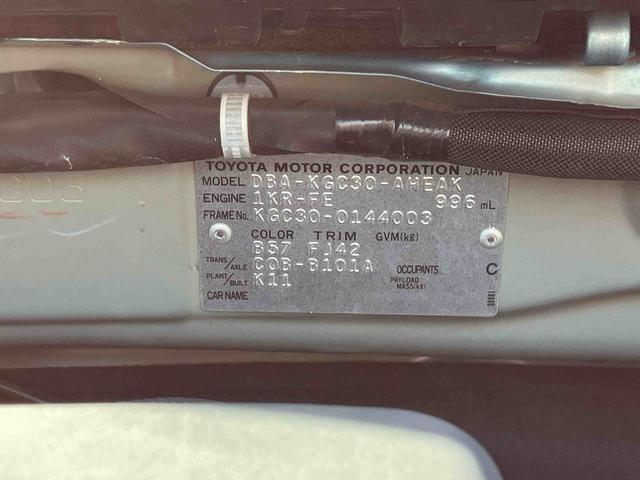 TOYOTA MOTOR CORPORATION JAPAN
MODEL DBA-KGC30-AHEAK
ENGINE 1KR-FE 996 mL
FRAME No. KGC30-0144003
COLOR TRIM GVM(kg)
B57 FJ42
TRANS/AXLE C0B-B101A OCCUPANTS C
PLANT/BUILT K11 PAYLOAD MASS(kg)
CAR NAME